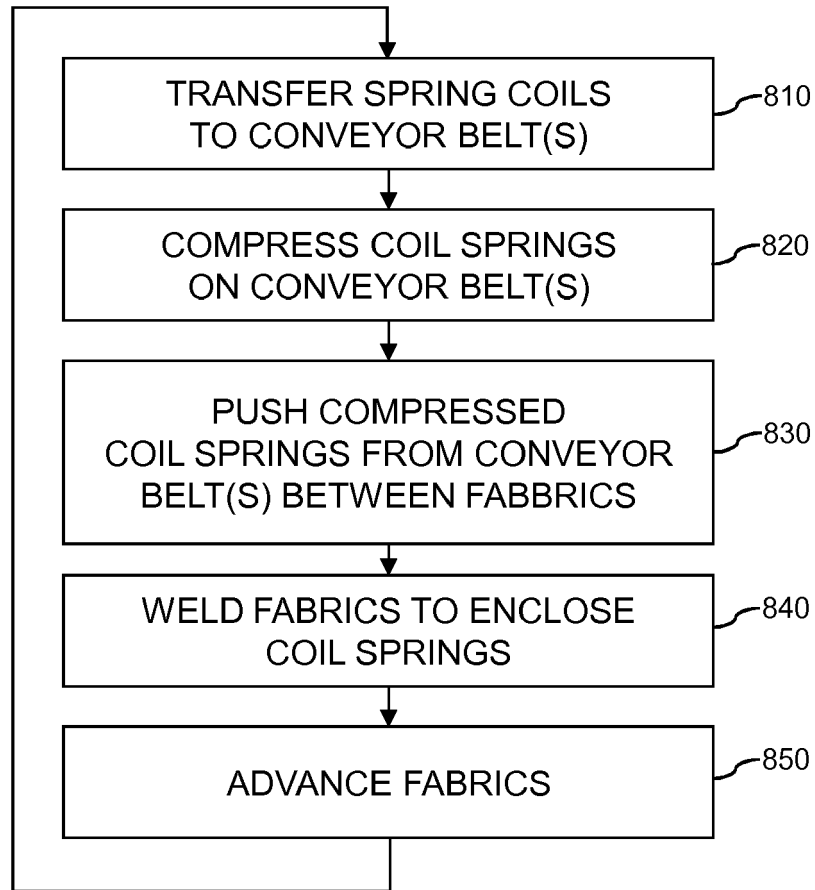 TRANSFER SPRING COILS
TO CONVEYOR BELT(S)
810
COMPRESS COIL SPRINGS
ON CONVEYOR BELT(S)
820
PUSH COMPRESSED
COIL SPRINGS FROM CONVEYOR
BELT(S) BETWEEN FABBRICS
830
WELD FABRICS TO ENCLOSE
COIL SPRINGS
840
ADVANCE FABRICS
850